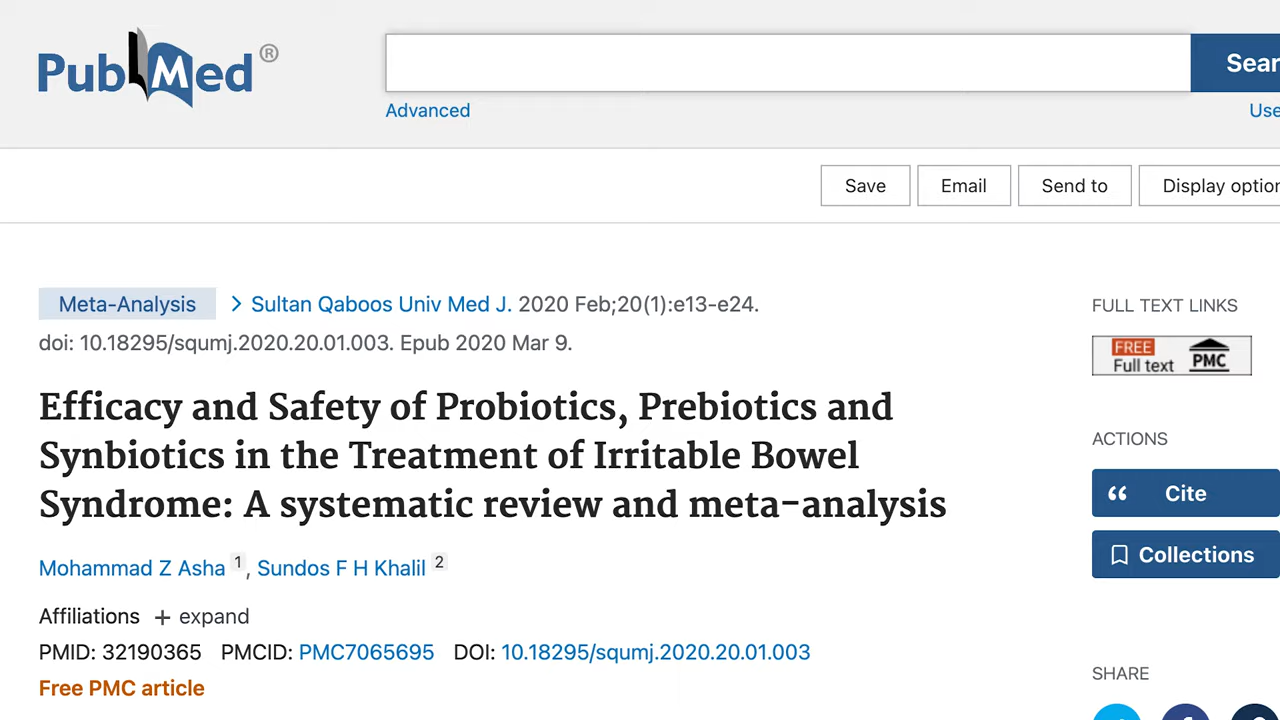 PubMed®
Sear
Advanced
Use
Save
Email
Send to
Display option
Meta-Analysis > Sultan Qaboos Univ Med J. 2020 Feb;20(1):e13-e24.
doi: 10.18295/squmj.2020.20.01.003. Epub 2020 Mar 9.
Efficacy and Safety of Probiotics, Prebiotics and
Synbiotics in the Treatment of Irritable Bowel
Syndrome: A systematic review and meta-analysis
Mohammad Z Asha 1, Sundos F H Khalil 2
Affiliations + expand
PMID: 32190365 PMCID: PMC7065695 DOI: 10.18295/squmj.2020.20.01.003
Free PMC article
FULL TEXT LINKS
FREE
Full text PMC
ACTIONS
Cite
Collections
SHARE